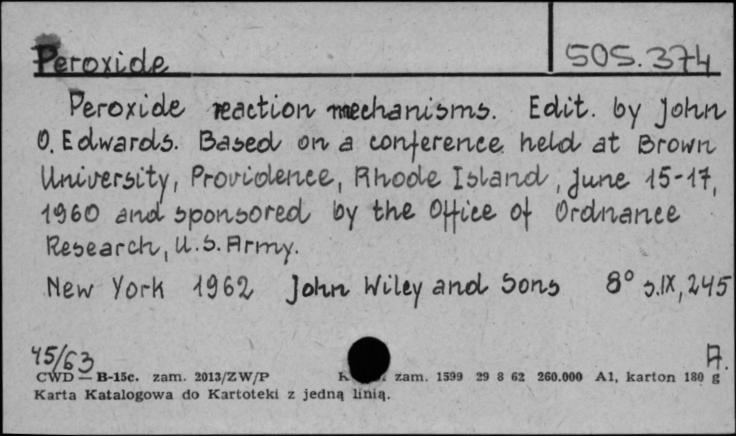 Peroxide 505.374
Peroxide reaction mechanisms. Edit. by John
O. Edwards. Based on a conference held at Brown
University, Providence, Rhode Island, June 15-17,
1960 and sponsored by the Office of Ordnance
Research, U.S. Army.
New York 1962 John Wiley and Sons 8° s.IX, 245
45/63 A.
CWD — B-15c. zam. 2013/ZW/P zam. 1599 29 8 62 260.000 A1, karton 180 g
Karta Katalogowa do Kartoteki z jedną linią.